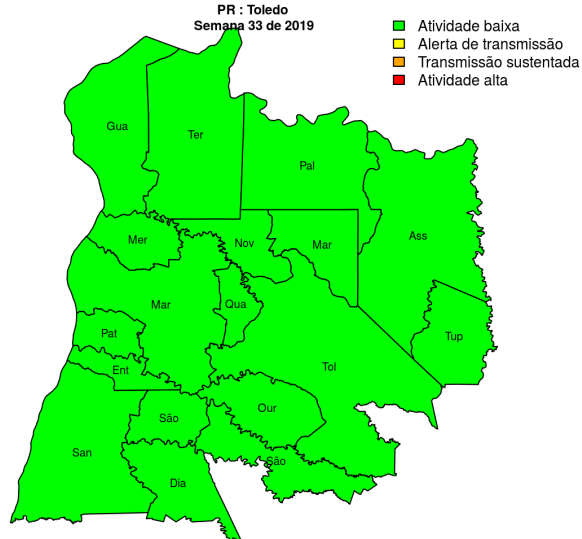 PR : Toledo
Semana 33 de 2019
Atividade baixa
Alerta de transmissão
Transmissão sustentada
Atividade alta
Gua
Ter
Pal
Ass
Mer
Nov
Mar
Mar
Qua
Pat
Tup
Ent
Tol
São
Our
San
São
Dia